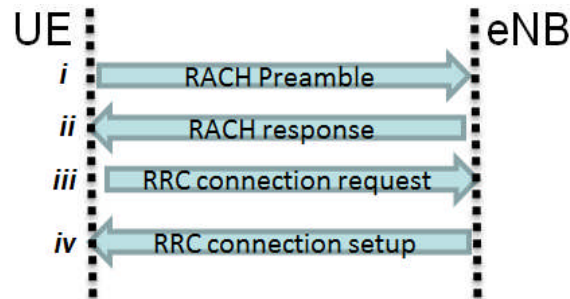 UE eNB
i RACH Preamble
ii RACH response
iii RRC connection request
iv RRC connection setup